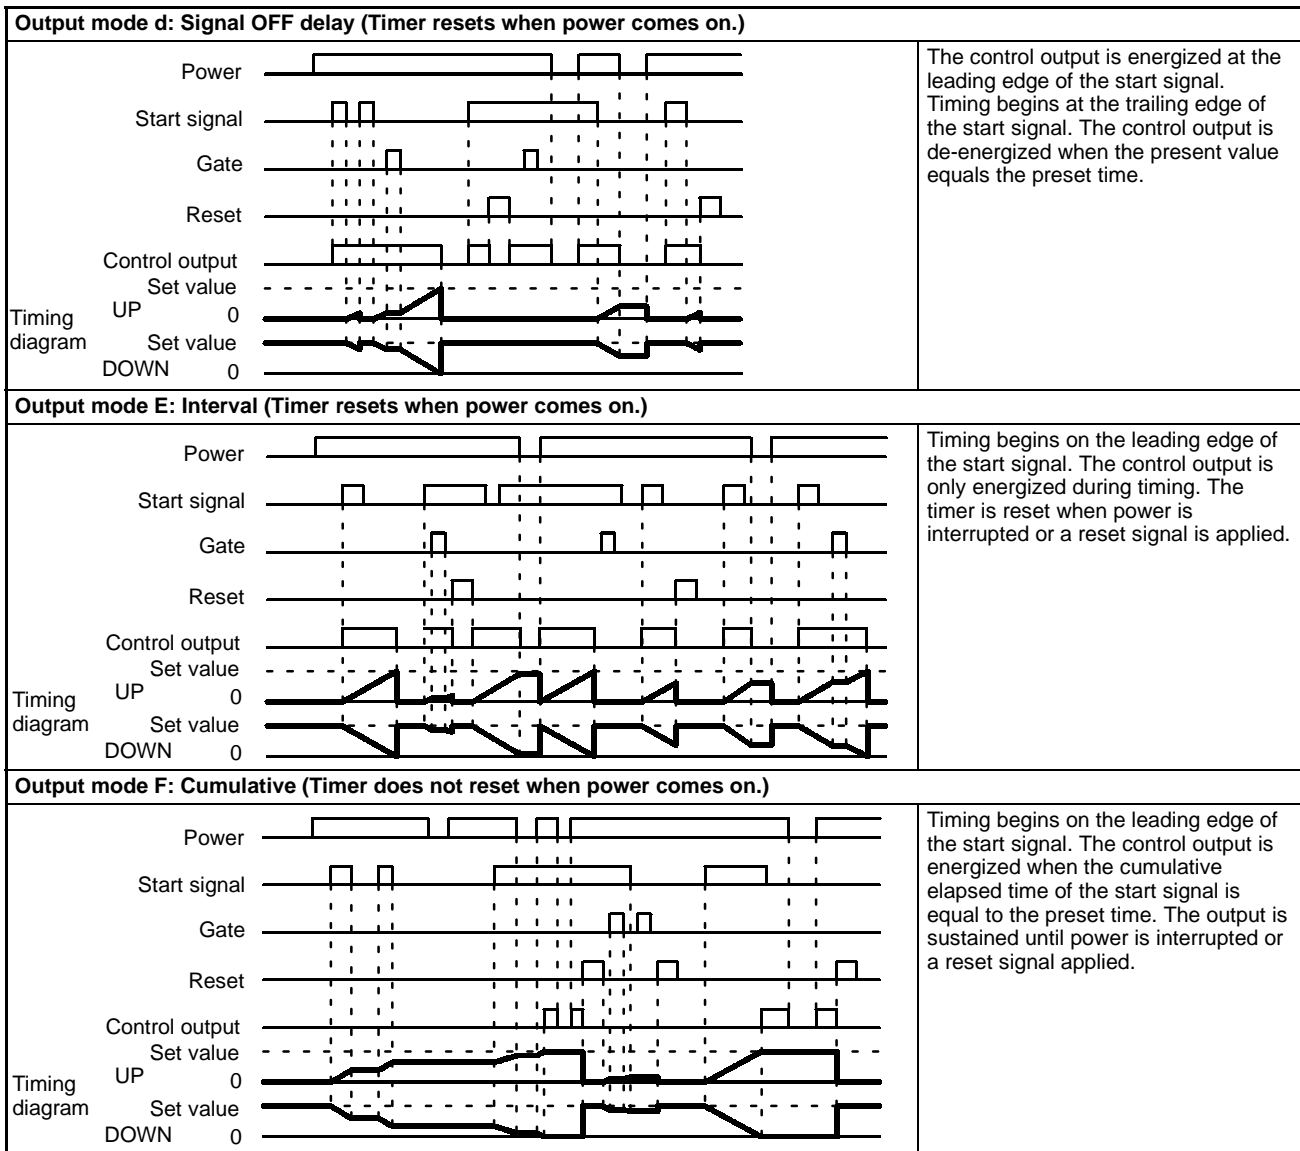 Output mode d: Signal OFF delay (Timer resets when power comes on.)
Power
Start signal
Gate
Reset
Control output
Set value
UP
0
Timing
diagram
Set value
DOWN
0
The control output is energized at the
leading edge of the start signal.
Timing begins at the trailing edge of
the start signal. The control output is
de-energized when the present value
equals the preset time.
Output mode E: Interval (Timer resets when power comes on.)
Power
Start signal
Gate
Reset
Control output
Set value
UP
0
Timing
diagram
Set value
DOWN
0
Timing begins on the leading edge of
the start signal. The control output is
only energized during timing. The
timer is reset when power is
interrupted or a reset signal is applied.
Output mode F: Cumulative (Timer does not reset when power comes on.)
Power
Start signal
Gate
Reset
Control output
Set value
UP
0
Timing
diagram
Set value
DOWN
0
Timing begins on the leading edge of
the start signal. The control output is
energized when the cumulative
elapsed time of the start signal is
equal to the preset time. The output is
sustained until power is interrupted or
a reset signal applied.